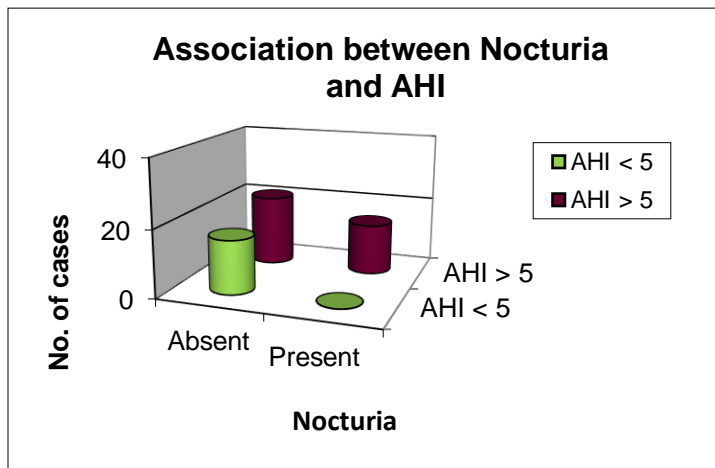 Association between Nocturia
and AHI
40
20
0
No. of cases
Absent
Present
AHI > 5
AHI < 5
Nocturia
AHI < 5
AHI > 5